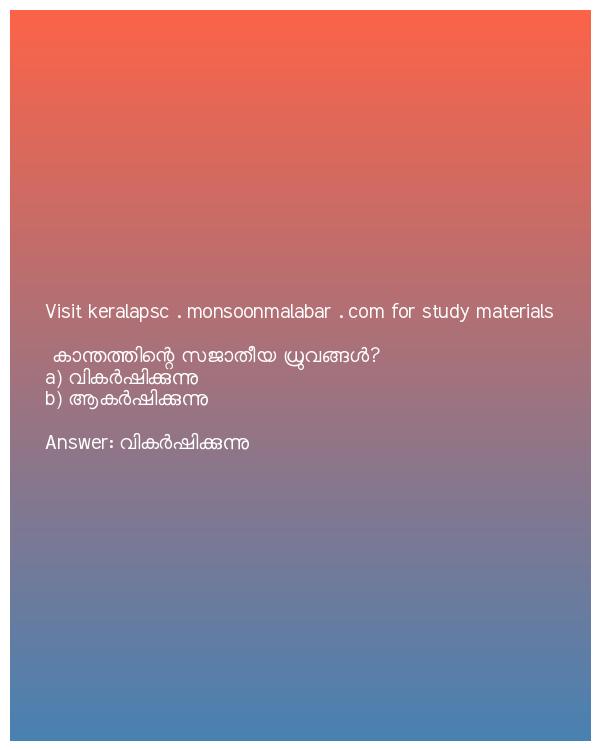 Visit keralapsc . monsoonmalabar . com for study materials
കാന്തത്തിന്റെ സജാതീയ ധ്രുവങ്ങൾ?
a) വികർഷിക്കുന്നു
b) ആകർഷിക്കുന്നു
Answer: വികർഷിക്കുന്നു